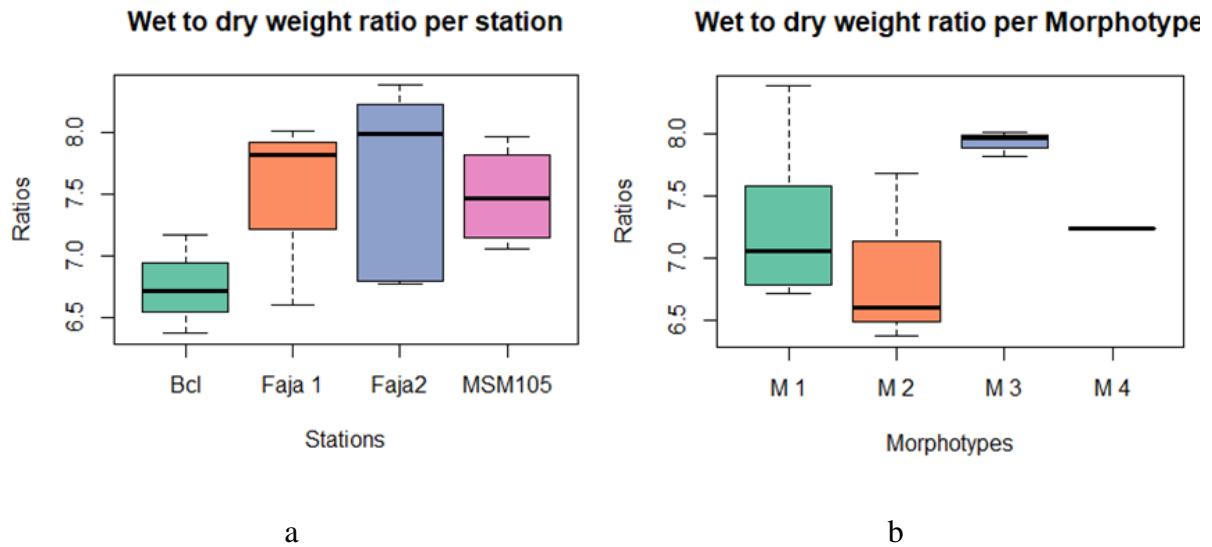 Wet to dry weight ratio per station
Ratios
8.0
7.5
7.0
6.5
Bcl
Faja 1
Faja2
MSM105
Stations
a
Wet to dry weight ratio per Morphotype
Ratios
8.0
7.5
7.0
6.5
M 1
M 2
M 3
M 4
Morphotypes
b